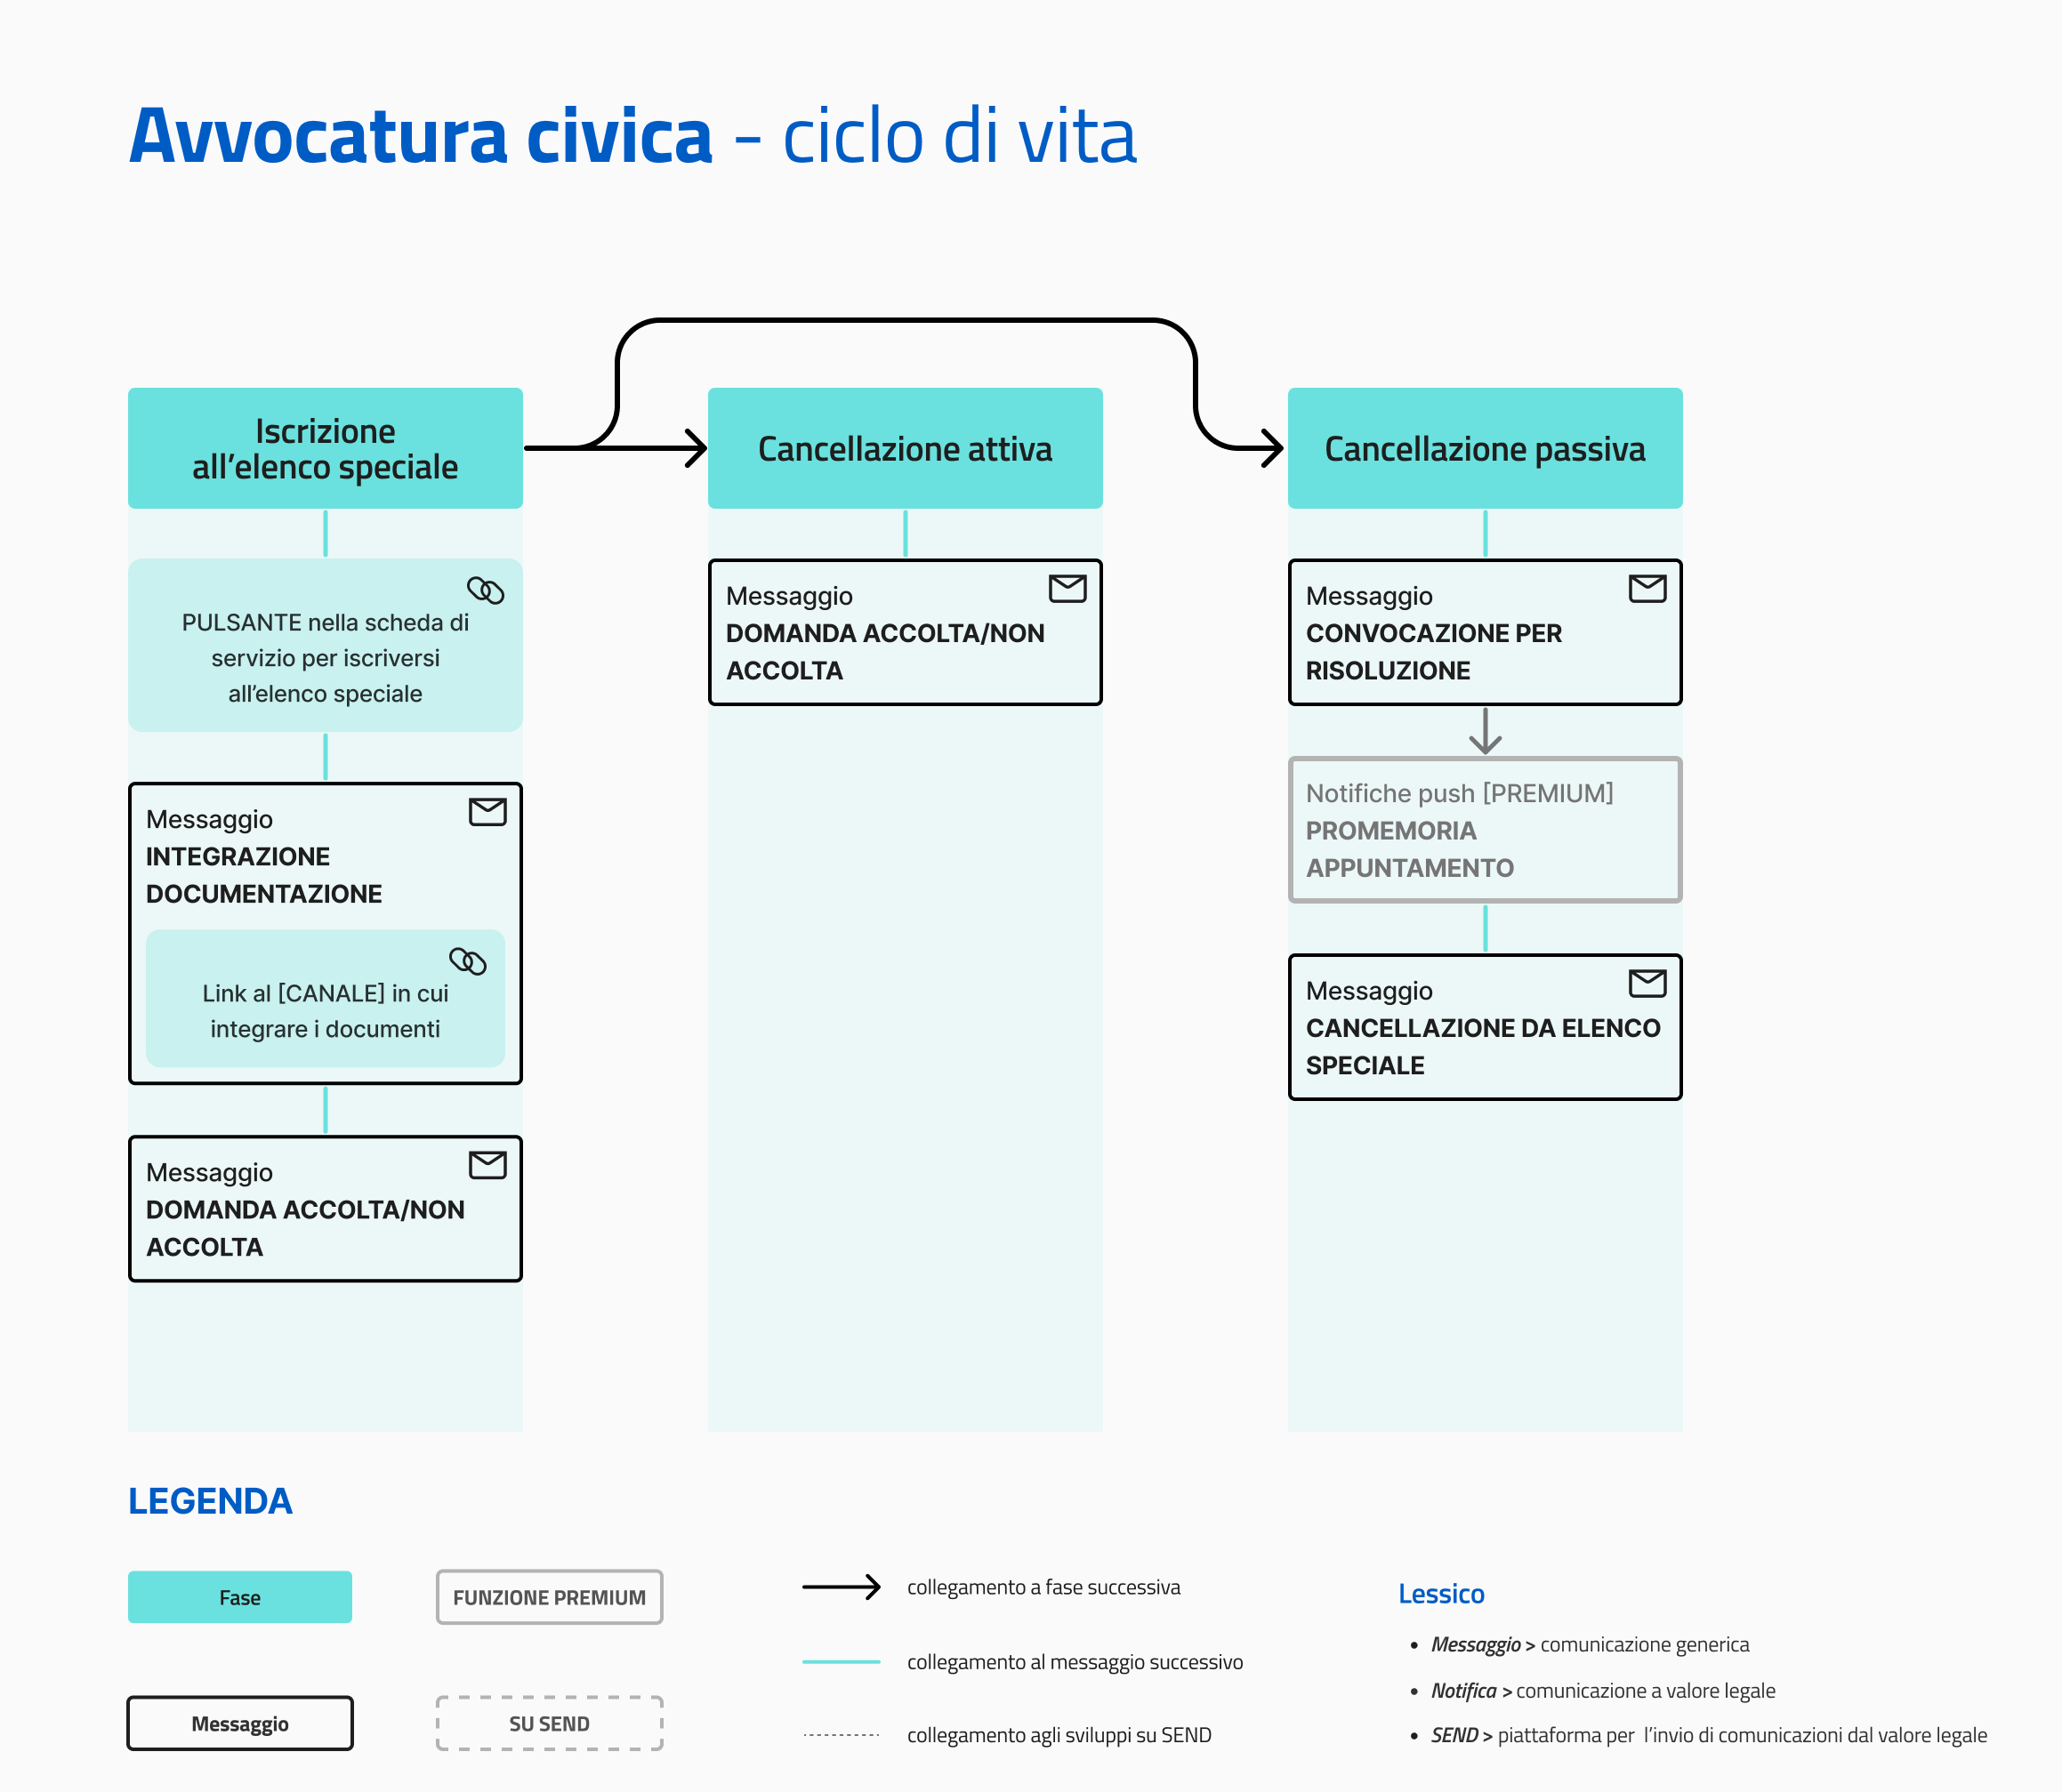 Avvocatura civica - ciclo di vita
Iscrizione
all’elenco speciale
PULSANTE nella scheda di
servizio per iscriversi
all’elenco speciale
Messaggio
INTEGRAZIONE
DOCUMENTAZIONE
Link al [CANALE] in cui
integrare i documenti
Messaggio
DOMANDA ACCOLTA/NON
ACCOLTA
Cancellazione attiva
Messaggio
DOMANDA ACCOLTA/NON
ACCOLTA
Cancellazione passiva
Messaggio
CONVOCAZIONE PER
RISOLUZIONE
Notifiche push [PREMIUM]
PROMEMORIA
APPUNTAMENTO
Messaggio
CANCELLAZIONE DA ELENCO
SPECIALE
LEGENDA
Fase
FUNZIONE PREMIUM
Messaggio
SU SEND
collegamento a fase successiva
collegamento al messaggio successivo
collegamento agli sviluppi su SEND
Lessico
• Messaggio > comunicazione generica
• Notifica > comunicazione a valore legale
• SEND > piattaforma per l’invio di comunicazioni dal valore legale